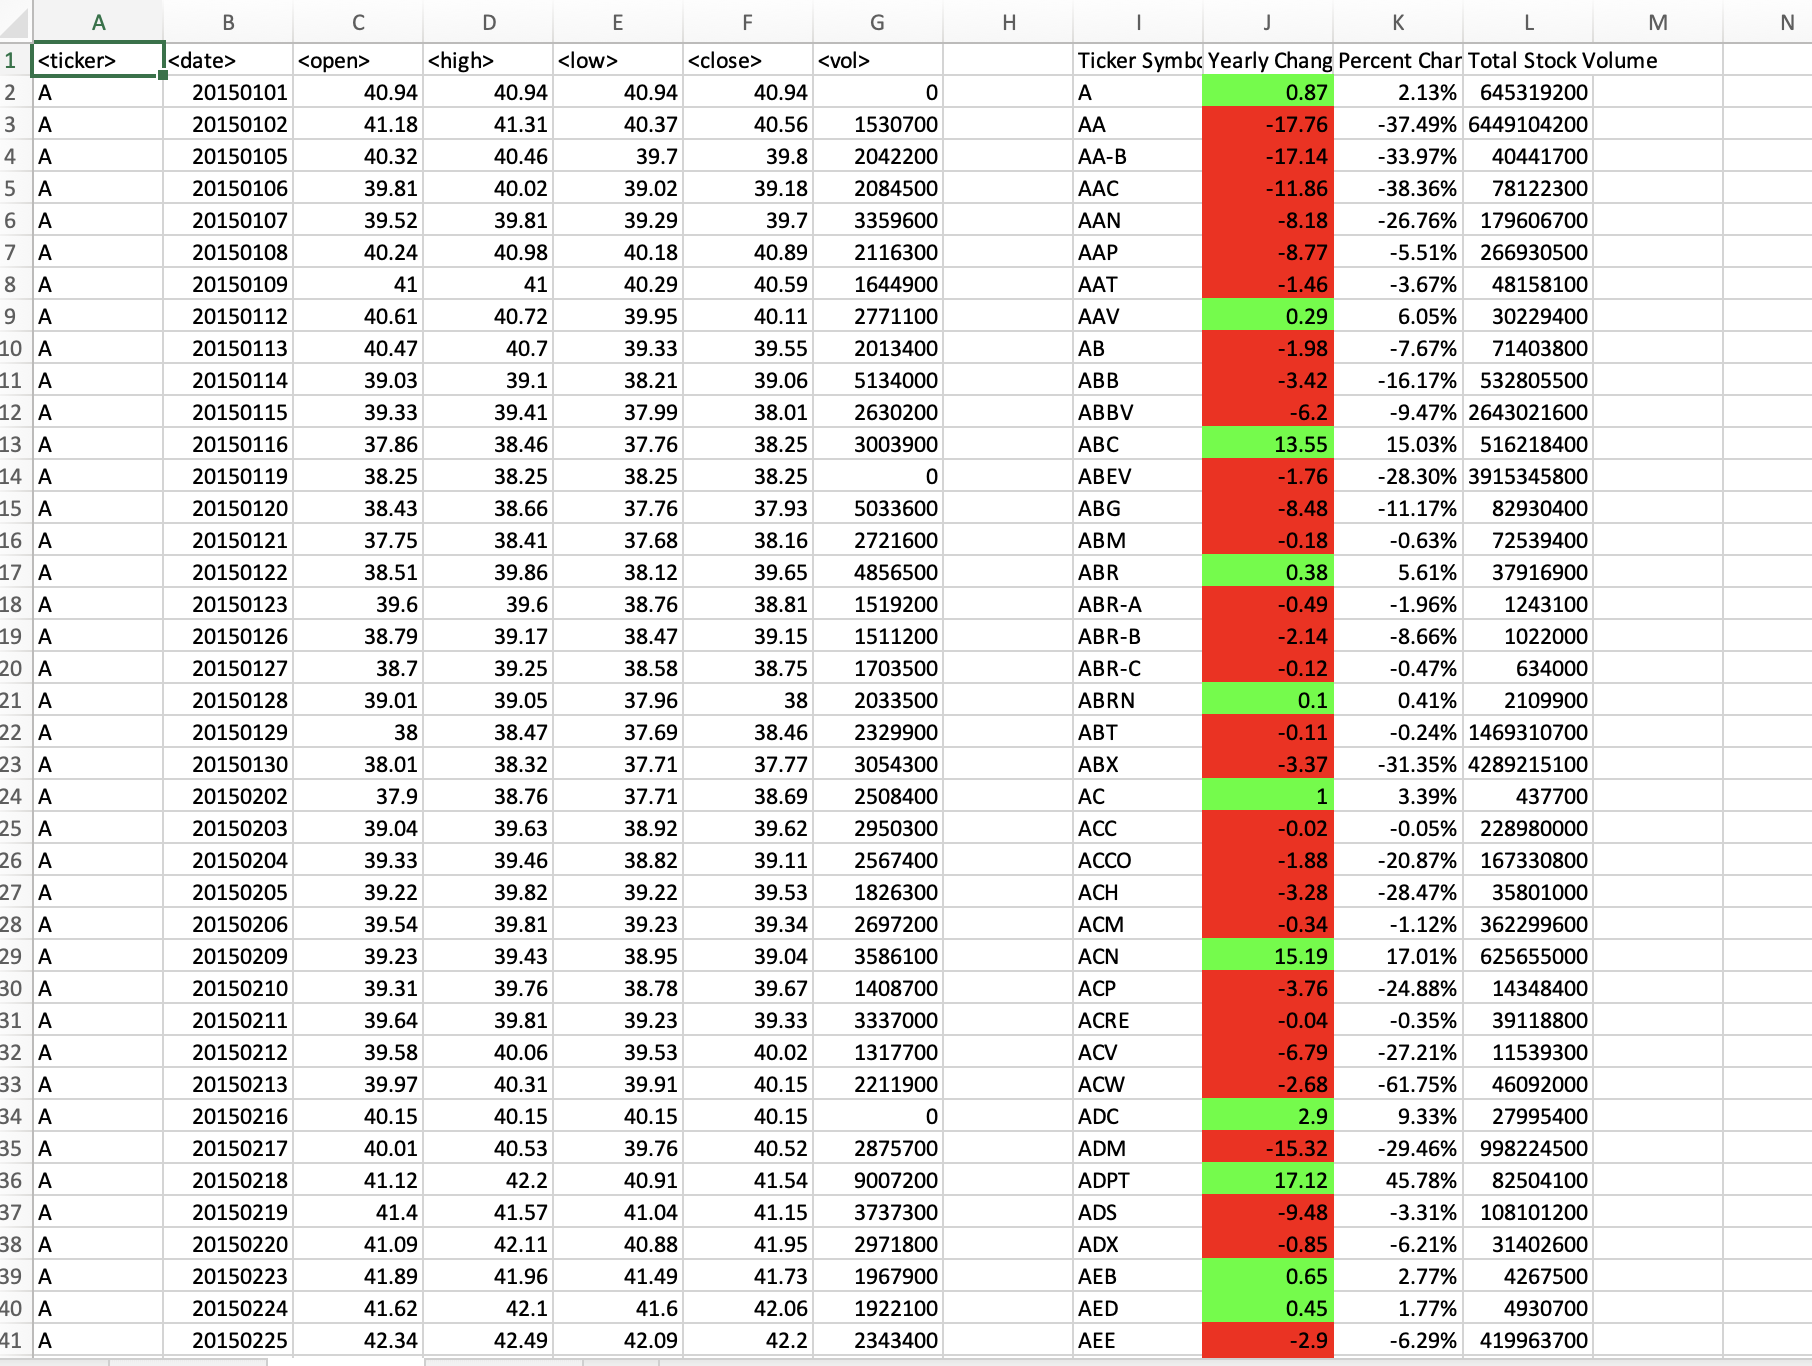 A B C D E F G H I J K L M N
1 <ticker> <date> <open> <high> <low> <close> <vol> Ticker Symbo Yearly Chang Percent Char Total Stock Volume
2 A 20150101 40.94 40.94 40.94 40.94 0 A 0.87 2.13% 645319200
3 A 20150102 41.18 41.31 40.37 40.56 1530700 AA -17.76 -37.49% 6449104200
4 A 20150105 40.32 40.46 39.7 39.8 2042200 AA-B -17.14 -33.97% 40441700
5 A 20150106 39.81 40.02 39.02 39.18 2084500 AAC -11.86 -38.36% 78122300
6 A 20150107 39.52 39.81 39.29 39.7 3359600 AAN -8.18 -26.76% 179606700
7 A 20150108 40.24 40.98 40.18 40.89 2116300 AAP -8.77 -5.51% 266930500
8 A 20150109 41 41 40.29 40.59 1644900 AAT -1.46 -3.67% 48158100
9 A 20150112 40.61 40.72 39.95 40.11 2771100 AAV 0.29 6.05% 30229400
10 A 20150113 40.47 40.7 39.33 39.55 2013400 AB -1.98 -7.67% 71403800
11 A 20150114 39.03 39.1 38.21 39.06 5134000 ABB -3.42 -16.17% 532805500
12 A 20150115 39.33 39.41 37.99 38.01 2630200 ABBV -6.2 -9.47% 2643021600
13 A 20150116 37.86 38.46 37.76 38.25 3003900 ABC 13.55 15.03% 516218400
14 A 20150119 38.25 38.25 38.25 38.25 0 ABEV -1.76 -28.30% 3915345800
15 A 20150120 38.43 38.66 37.76 37.93 5033600 ABG -8.48 -11.17% 82930400
16 A 20150121 37.75 38.41 37.68 38.16 2721600 ABM -0.18 -0.63% 72539400
17 A 20150122 38.51 39.86 38.12 39.65 4856500 ABR 0.38 5.61% 37916900
18 A 20150123 39.6 39.6 38.76 38.81 1519200 ABR-A -0.49 -1.96% 1243100
19 A 20150126 38.79 39.17 38.47 39.15 1511200 ABR-B -2.14 -8.66% 1022000
20 A 20150127 38.7 39.25 38.58 38.75 1703500 ABR-C -0.12 -0.47% 634000
21 A 20150128 39.01 39.05 37.96 38 2033500 ABRN 0.1 0.41% 2109900
22 A 20150129 38 38.47 37.69 38.46 2329900 ABT -0.11 -0.24% 1469310700
23 A 20150130 38.01 38.32 37.71 37.77 3054300 ABX -3.37 -31.35% 4289215100
24 A 20150202 37.9 38.76 37.71 38.69 2508400 AC 1 3.39% 437700
25 A 20150203 39.04 39.63 38.92 39.62 2950300 ACC -0.02 -0.05% 228980000
26 A 20150204 39.33 39.46 38.82 39.11 2567400 ACCO -1.88 -20.87% 167330800
27 A 20150205 39.22 39.82 39.22 39.53 1826300 ACH -3.28 -28.47% 35801000
28 A 20150206 39.54 39.81 39.23 39.34 2697200 ACM -0.34 -1.12% 362299600
29 A 20150209 39.23 39.43 38.95 39.04 3586100 ACN 15.19 17.01% 625655000
30 A 20150210 39.31 39.76 38.78 39.67 1408700 ACP -3.76 -24.88% 14348400
31 A 20150211 39.64 39.81 39.23 39.33 3337000 ACRE -0.04 -0.35% 39118800
32 A 20150212 39.58 40.06 39.53 40.02 1317700 ACV -6.79 -27.21% 11539300
33 A 20150213 39.97 40.31 39.91 40.15 2211900 ACW -2.68 -61.75% 46092000
34 A 20150216 40.15 40.15 40.15 40.15 0 ADC 2.9 9.33% 27995400
35 A 20150217 40.01 40.53 39.76 40.52 2875700 ADM -15.32 -29.46% 998224500
36 A 20150218 41.12 42.2 40.91 41.54 9007200 ADPT 17.12 45.78% 82504100
37 A 20150219 41.4 41.57 41.04 41.15 3737300 ADS -9.48 -3.31% 108101200
38 A 20150220 41.09 42.11 40.88 41.95 2971800 ADX -0.85 -6.21% 31402600
39 A 20150223 41.89 41.96 41.49 41.73 1967900 AEB 0.65 2.77% 4267500
40 A 20150224 41.62 42.1 41.6 42.06 1922100 AED 0.45 1.77% 4930700
41 A 20150225 42.34 42.49 42.09 42.2 2343400 AEE -2.9 -6.29% 419963700